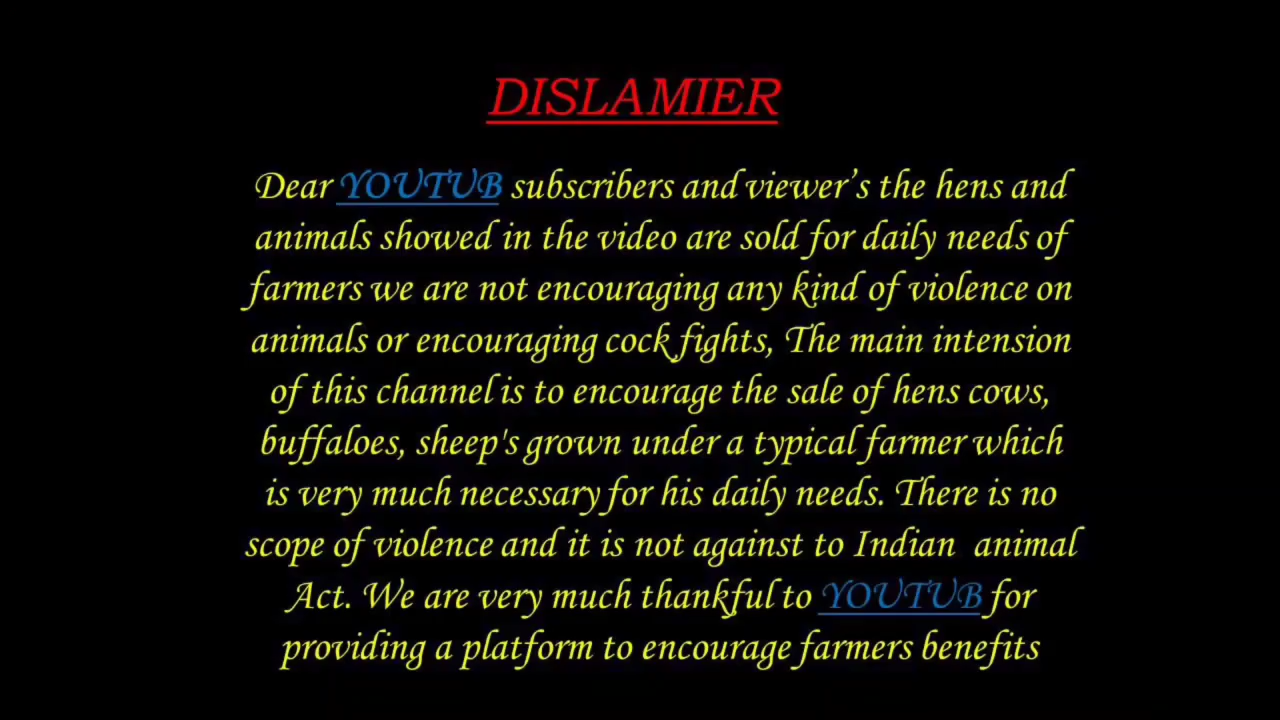 DISLAMIER
Dear YOUTUB subscribers and viewer’s the hens and
animals showed in the video are sold for daily needs of
farmers we are not encouraging any kind of violence on
animals or encouraging cock fights, The main intension
of this channel is to encourage the sale of hens cows,
buffaloes, sheep's grown under a typical farmer which
is very much necessary for his daily needs. There is no
scope of violence and it is not against to Indian animal
Act. We are very much thankful to YOUTUB for
providing a platform to encourage farmers benefits